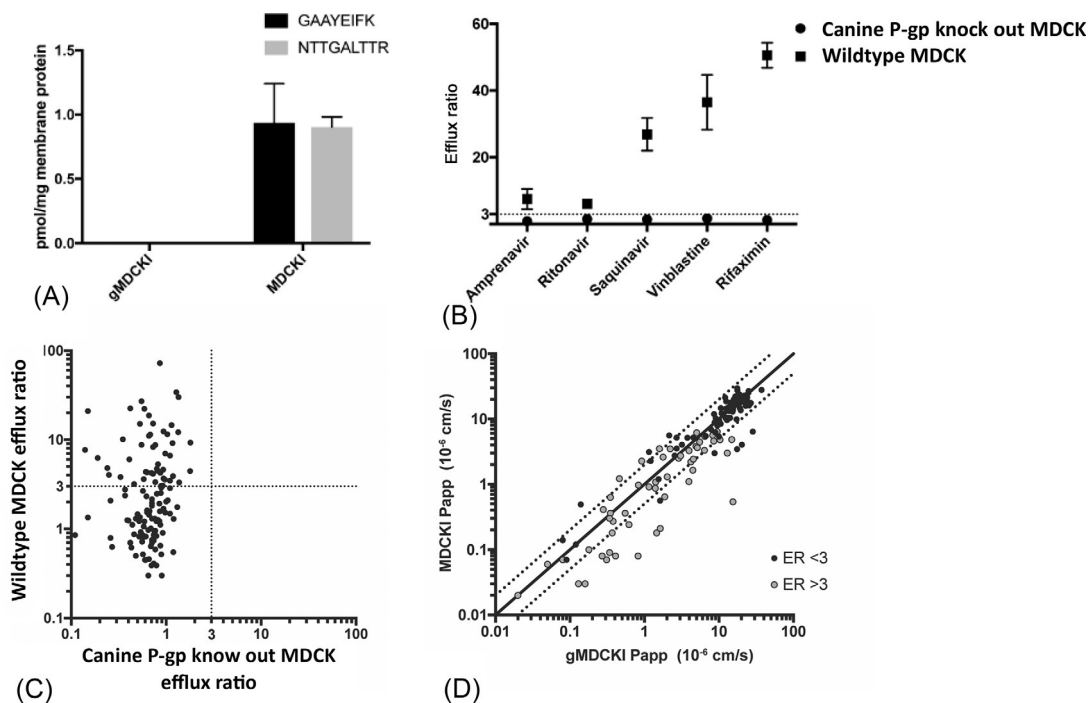 GAAYEIFK
NTTGALTTR
pmol/mg membrane protein
1.5
1.0
0.5
0.0
gMDCKI
MDCKI
(A)
Canine P-gp knock out MDCK
Wildtype MDCK
Efflux ratio
60
40
20
3
Amprenavir
Ritonavir
Saquinavir
Vinblastine
Rifaximin
(B)
Wildtype MDCK efflux ratio
100
10
3
1
0.1
0.1
1
3
10
100
Canine P-gp know out MDCK
efflux ratio
(C)
MDCKI Papp (10⁻⁶ cm/s)
100
10
1
0.1
0.01
ER <3
ER >3
0.01
0.1
1
10
100
gMDCKI Papp (10⁻⁶ cm/s)
(D)